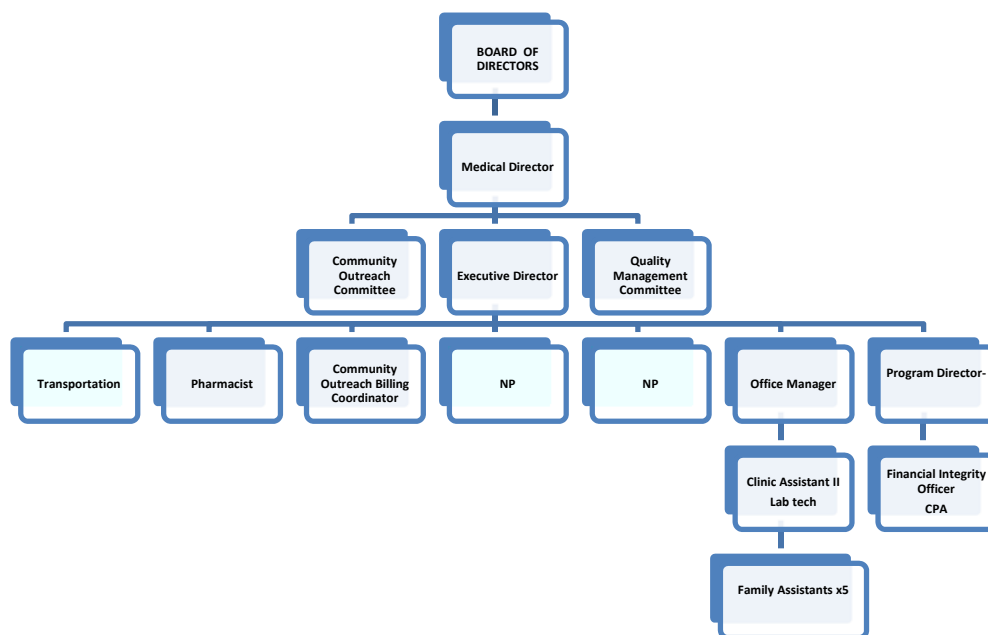 BOARD OF
DIRECTORS
Medical Director
Community
Outreach
Committee
Executive Director
Quality
Management
Committee
Transportation
Pharmacist
Community
Outreach Billing
Coordinator
NP
NP
Office Manager
Program Director-
Clinic Assistant II
Lab tech
Financial Integrity
Officer
CPA
Family Assistants x5